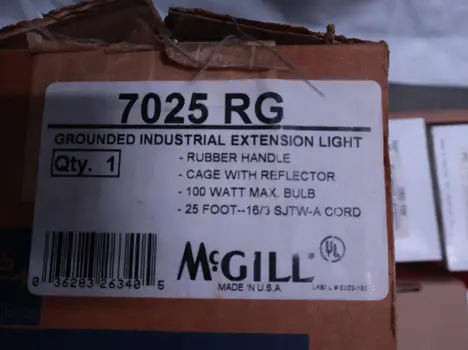 7025 RG
GROUNDED INDUSTRIAL EXTENSION LIGHT
Qty. 1
- RUBBER HANDLE
- CAGE WITH REFLECTOR
- 100 WATT MAX. BULB
- 25 FOOT--16/3 SJTW-A CORD
McGILL
UL
MADE IN U.S.A.
0 36283 26340 5